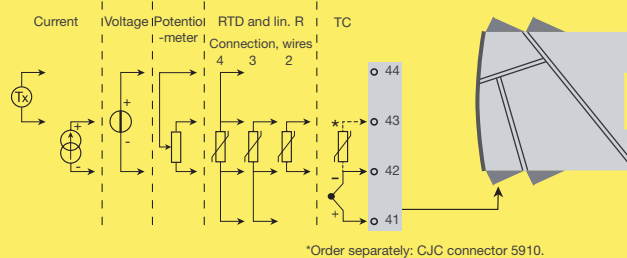 Current Voltage Potentio RTD and lin. R TC
-meter
Connection, wires
4 3 2
44
Tx
+
+
* 43
-
-
– 42
+ 41
*Order separately: CJC connector 5910.